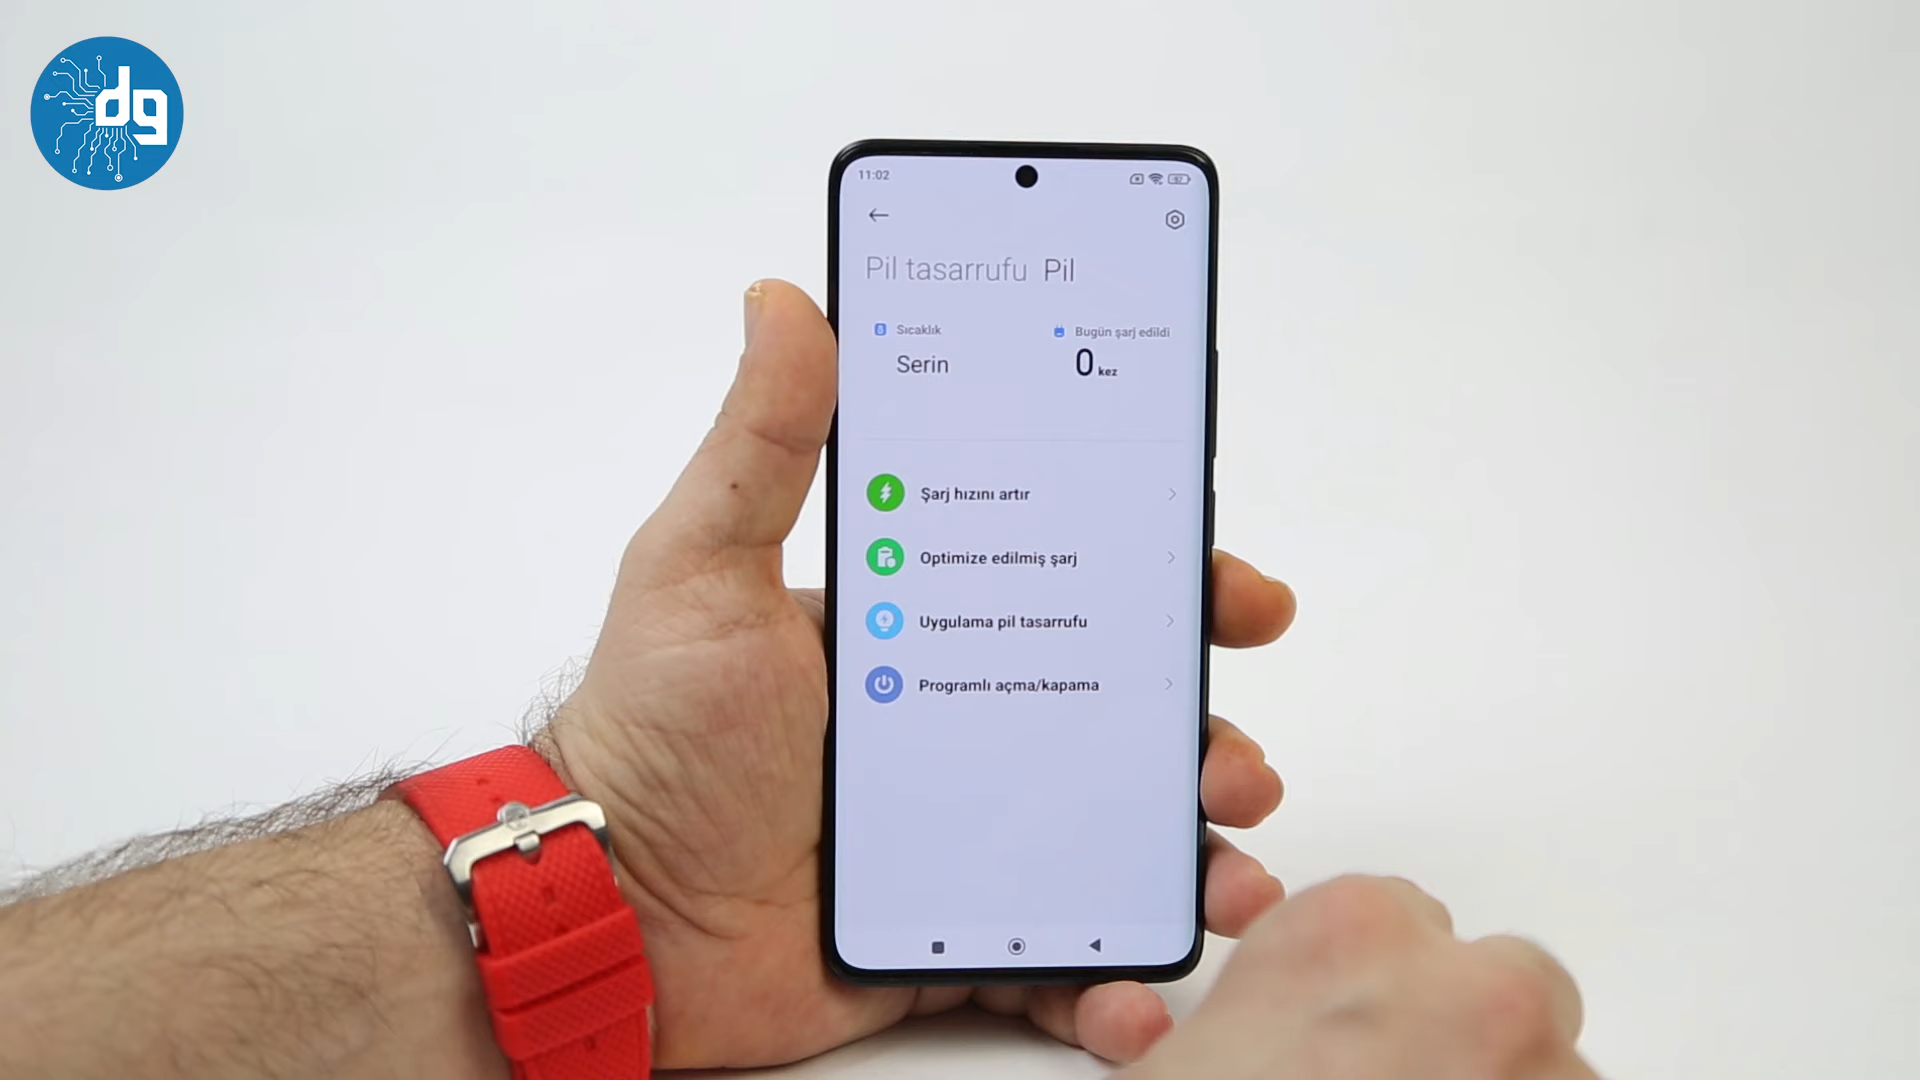 dg
11:02
Pil tasarrufu Pil
Sıcaklık
Serin
Bugün şarj edildi
0 kez
Şarj hızını artır
Optimize edilmiş şarj
Uygulama pil tasarrufu
Programlı açma/kapama